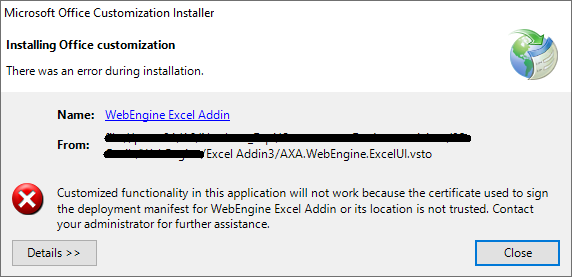 Microsoft Office Customization Installer
Installing Office customization
There was an error during installation.
Name: WebEngine Excel Addin
From:
/Excel Addin3/AXA.WebEngine.ExcelUI.vsto
Customized functionality in this application will not work because the certificate used to sign
the deployment manifest for WebEngine Excel Addin or its location is not trusted. Contact
your administrator for further assistance.
Details >>
Close